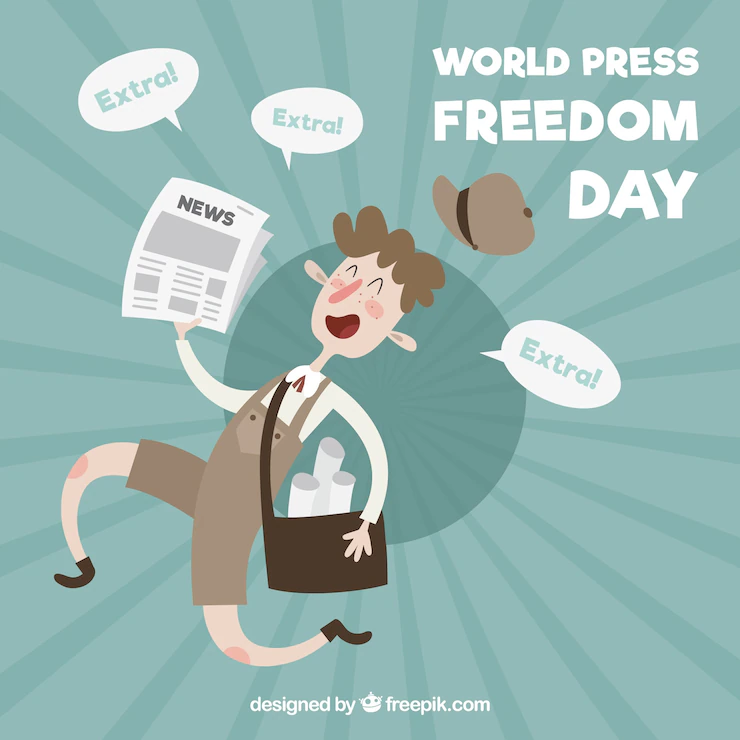 WORLD PRESS
FREEDOM
DAY
Extra!
Extra!
NEWS
Extra!
designed by freepik.com